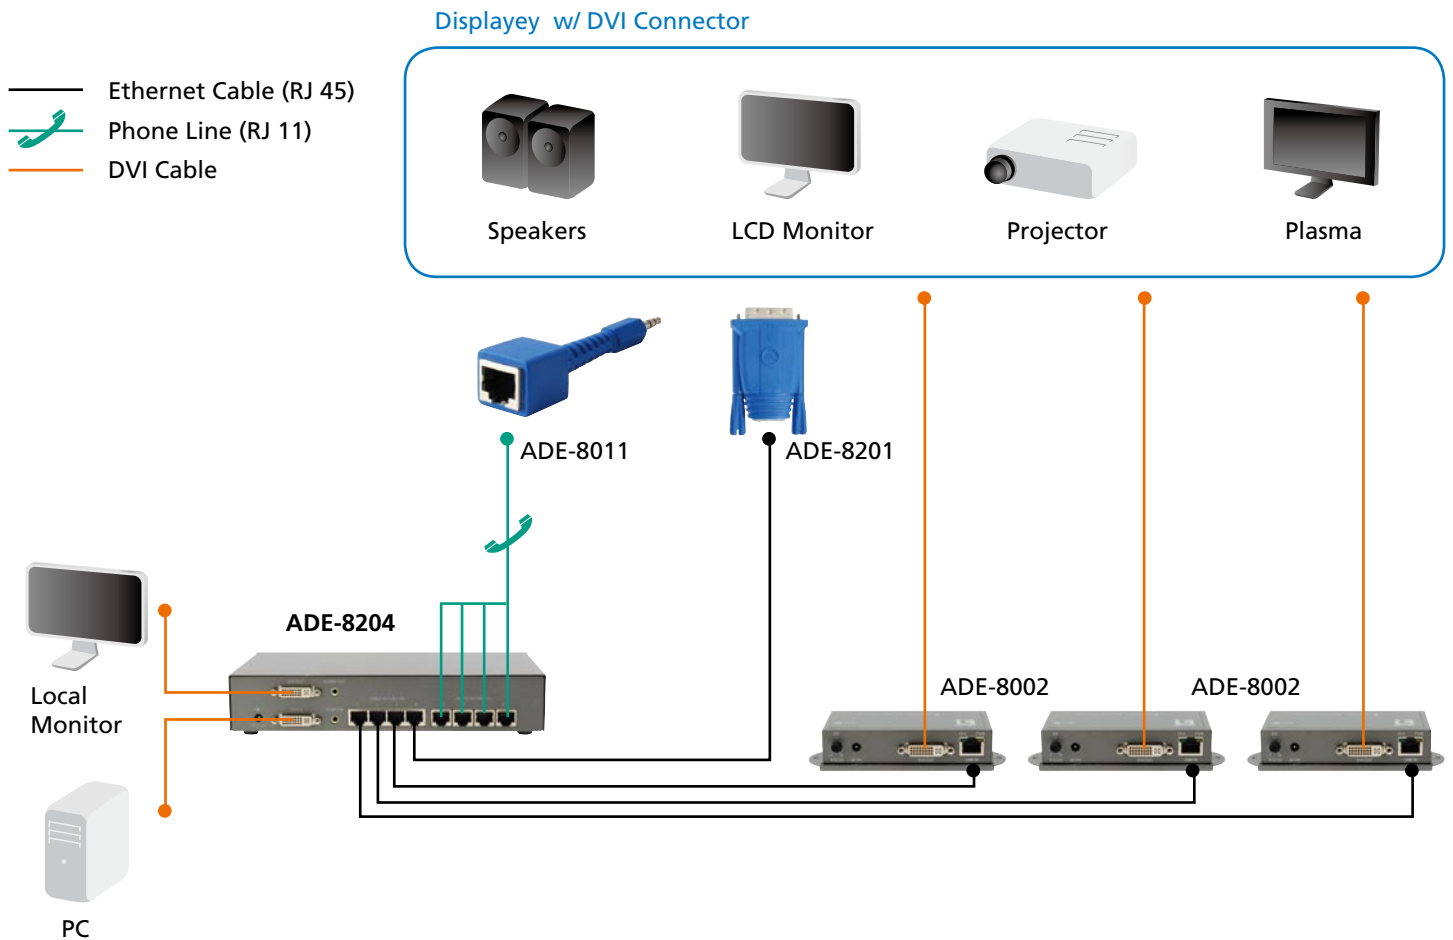 Displayey w/ DVI Connector
Ethernet Cable (RJ 45)
Phone Line (RJ 11)
DVI Cable
Speakers
LCD Monitor
Projector
Plasma
ADE-8011
ADE-8201
ADE-8204
Local
Monitor
ADE-8002
ADE-8002
PC